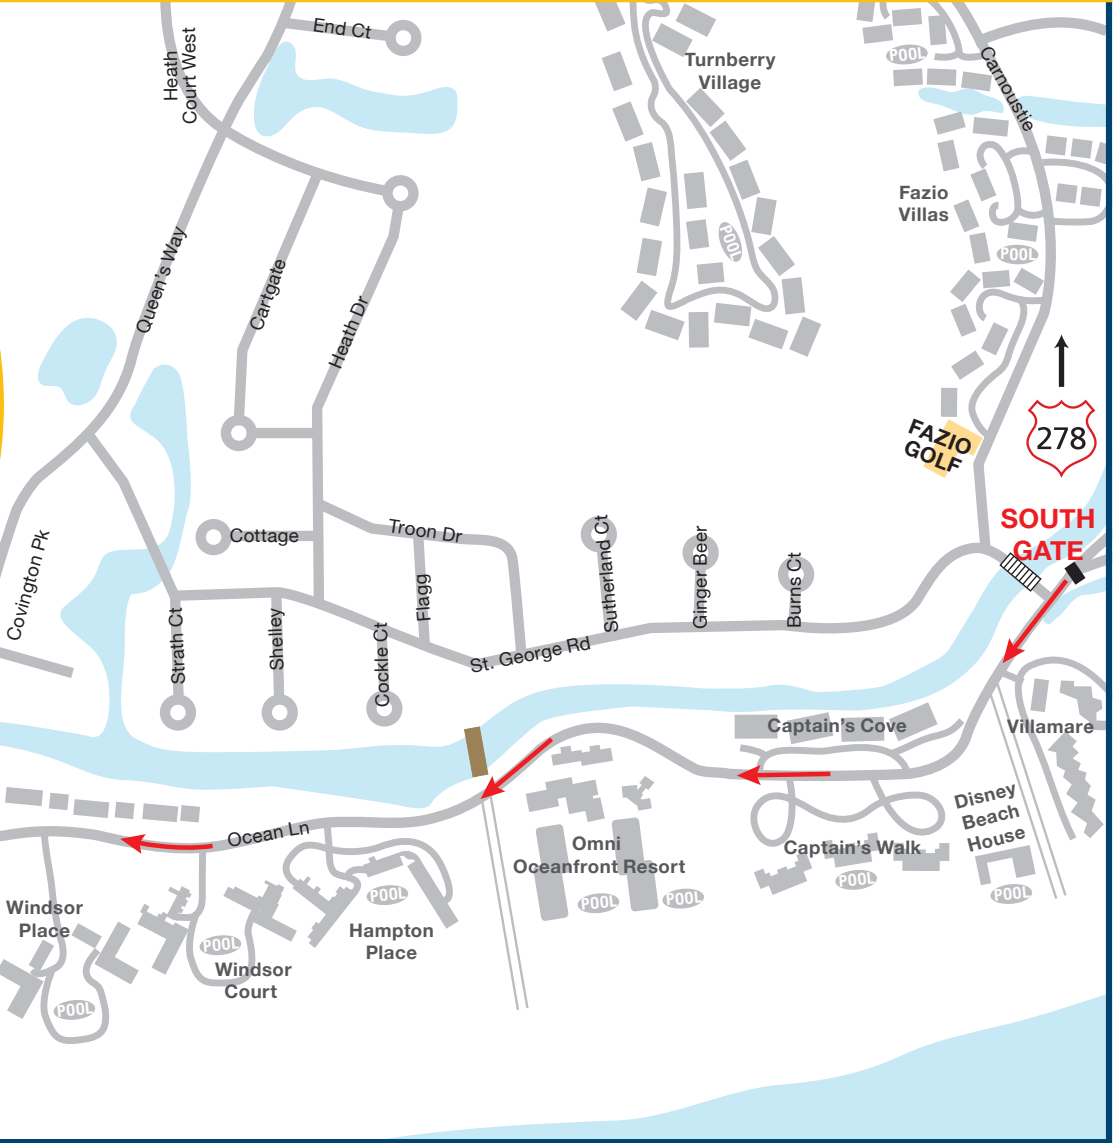 End Ct
Heath
Court West
Turnberry
Village
POOL
Carnoustie
Fazio
Villas
POOL
POOL
Queen's Way
Cartgate
Heath Dr
FAZIO
GOLF
278
SOUTH
GATE
Cottage
Troon Dr
Flagg
Sutherland Ct
Ginger Beer
Burns Ct
Covington Pk
Strath Ct
Shelley
Cockle Ct
St. George Rd
Captain's Cove
Villamare
Disney
Beach
House
POOL
Ocean Ln
Omni
Oceanfront Resort
POOL
POOL
Captain's Walk
POOL
Hampton
Place
POOL
Windsor
Place
POOL
Windsor
Court
POOL